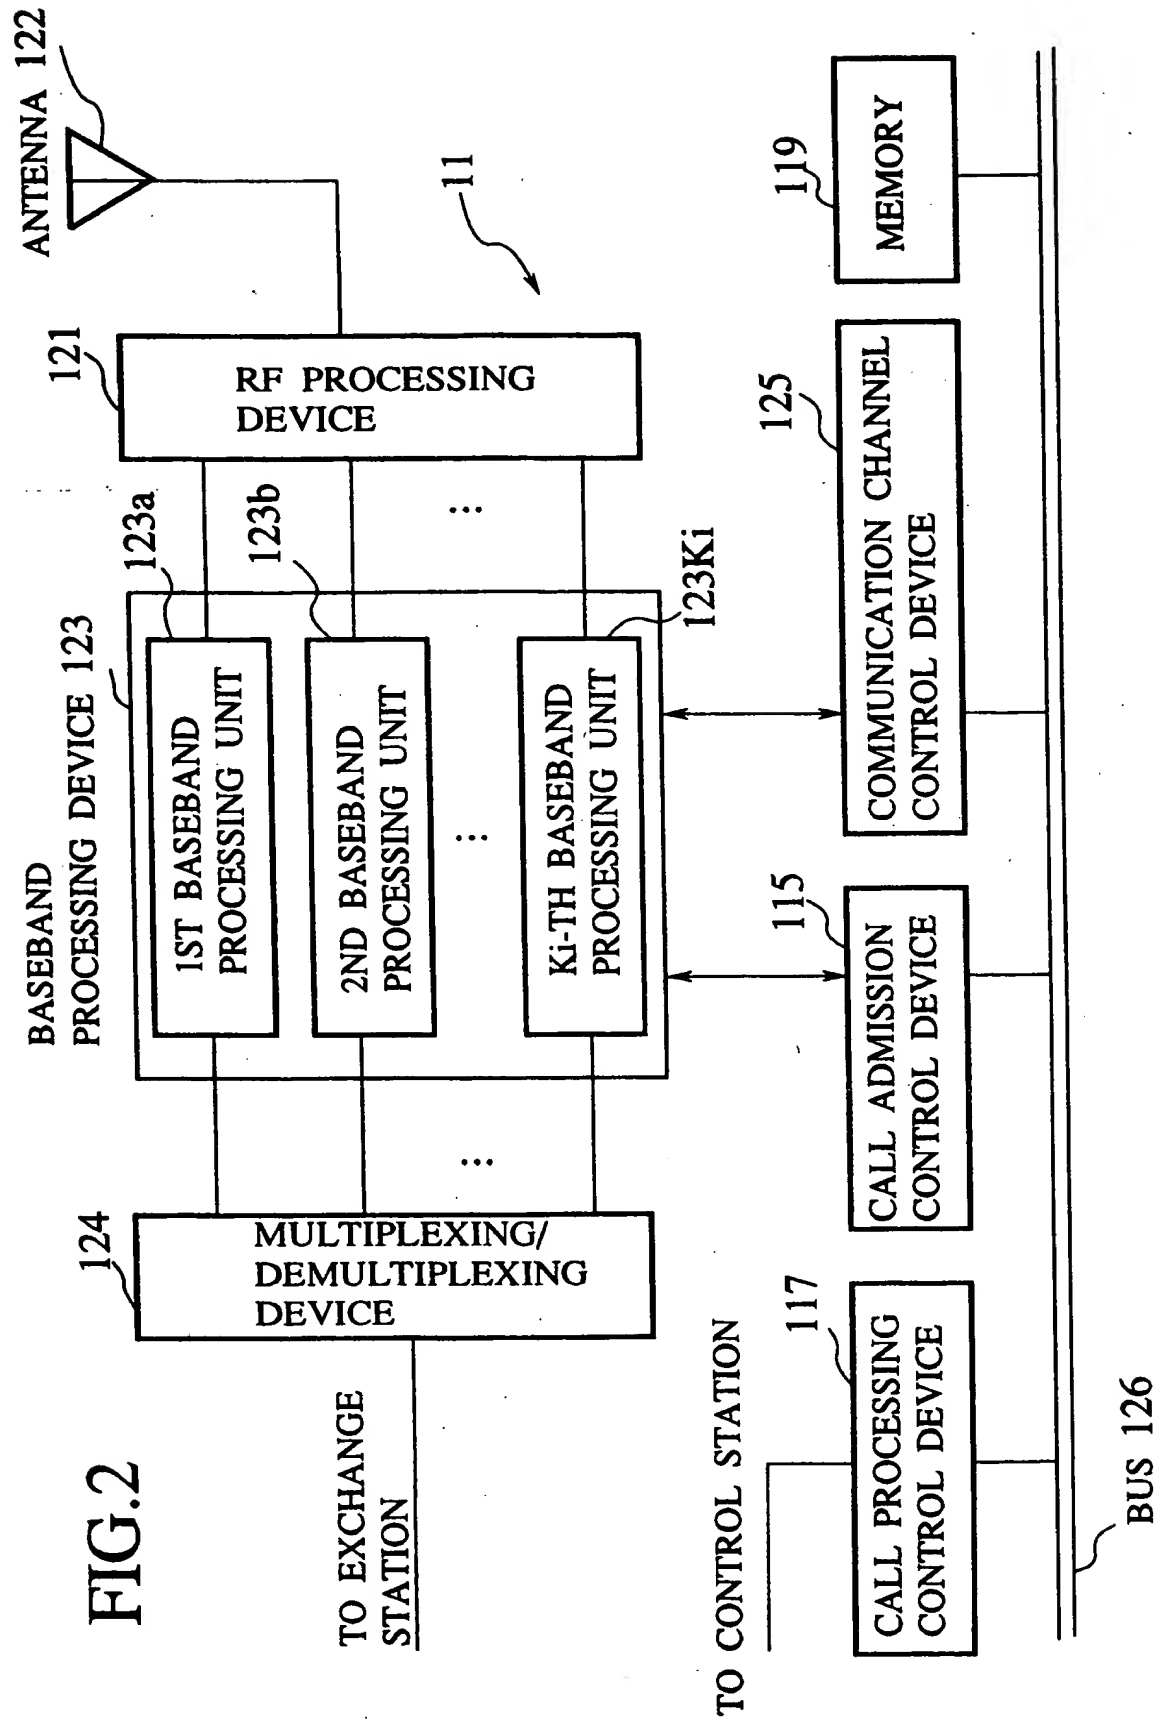 FIG.2
BASEBAND
PROCESSING DEVICE 123
ANTENNA 122
124
123a
121
MULTIPLEXING/
DEMULTIPLEXING
DEVICE
1ST BASEBAND
PROCESSING UNIT
RF PROCESSING
DEVICE
123b
2ND BASEBAND
PROCESSING UNIT
...
...
...
11
TO EXCHANGE
STATION
Ki-TH BASEBAND
PROCESSING UNIT
123Ki
TO CONTROL STATION
117
115
125
119
CALL PROCESSING
CONTROL DEVICE
CALL ADMISSION
CONTROL DEVICE
COMMUNICATION CHANNEL
CONTROL DEVICE
MEMORY
BUS 126